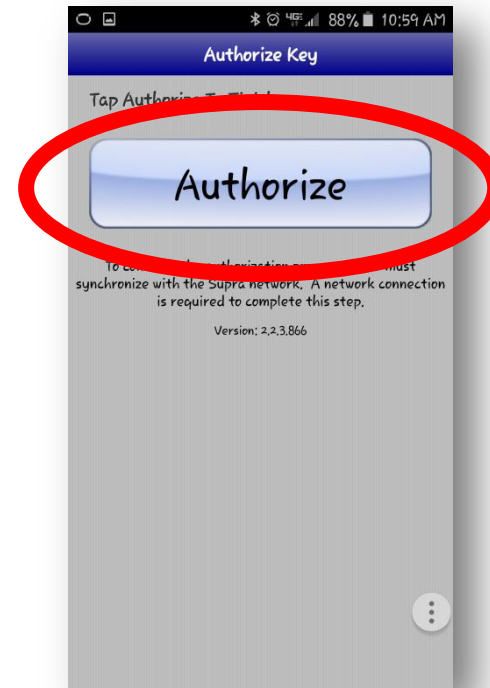 4G 88% 10:59 AM
Authorize Key
Tap
Authorize
To
synchronize with the Supra network. A network connection
is required to complete this step.
Version: 2.2.3.866